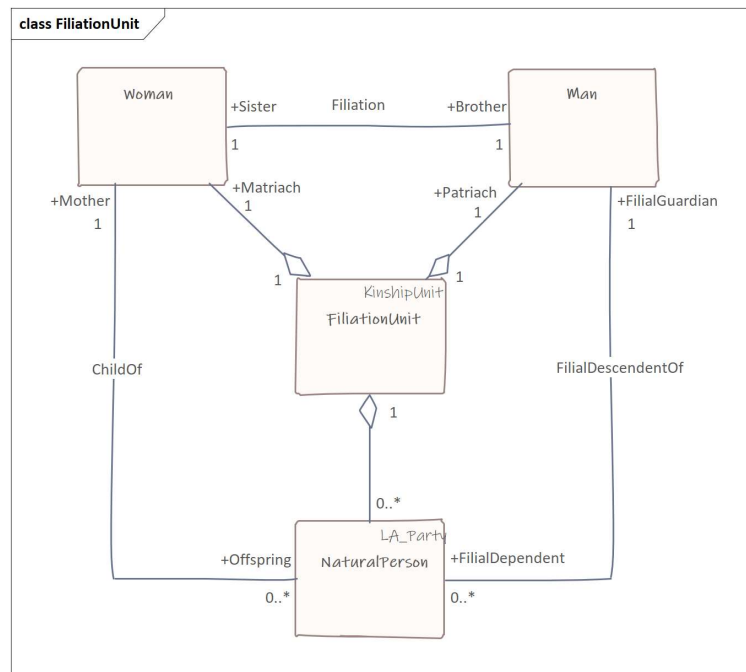 class FiliationUnit
Woman
Man
+Sister
Filiation
+Brother
1
1
+Mother
1
+Matriach
1
+Patriach
1
+FilialGuardian
1
1
1
KinshipUnit
FiliationUnit
ChildOf
FilialDescendentOf
1
0..*
LA_Party
+Offspring
NaturalPerson
+FilialDependent
0..*
0..*